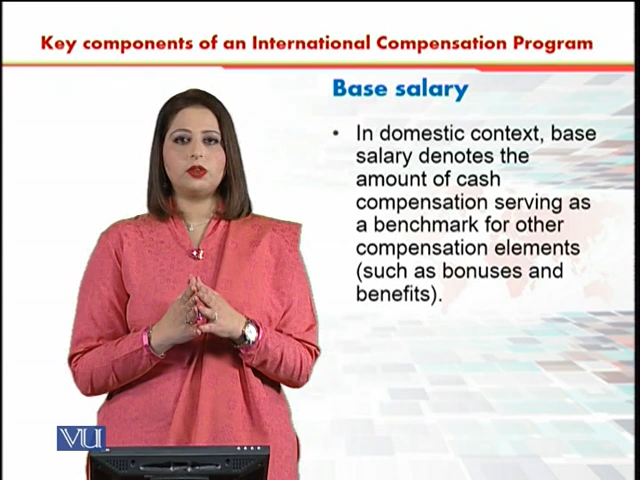 Key components of an International Compensation Program
Base salary
• In domestic context, base
salary denotes the
amount of cash
compensation serving as
a benchmark for other
compensation elements
(such as bonuses and
benefits).
VU